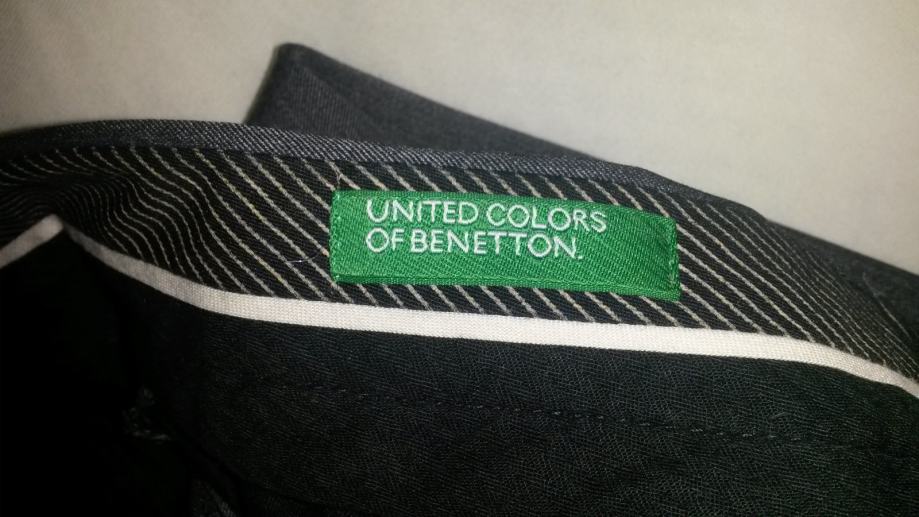 UNITED COLORS
OF BENETTON.